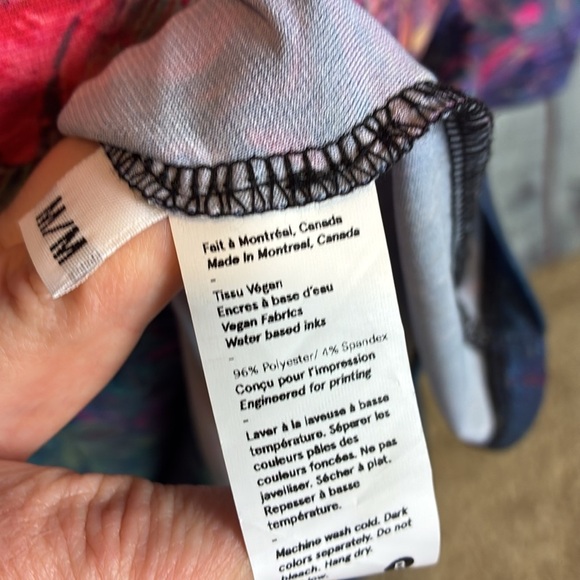 M/M
Fait à Montréal, Canada
Made in Montreal, Canada
-
Tissu Végan
Encres à base d'eau
Vegan Fabrics
Water based inks
-
96% Polyester/ 4% Spandex
Conçu pour l'impression
Engineered for printing
-
Laver à la laveuse à basse
température. Séparer les
couleurs pâles des
couleurs foncées. Ne pas
javelliser. Sécher à plat.
Repasser à basse
température.
-
Machine wash cold. Dark
colors separately. Do not
bleach. Hang dry.